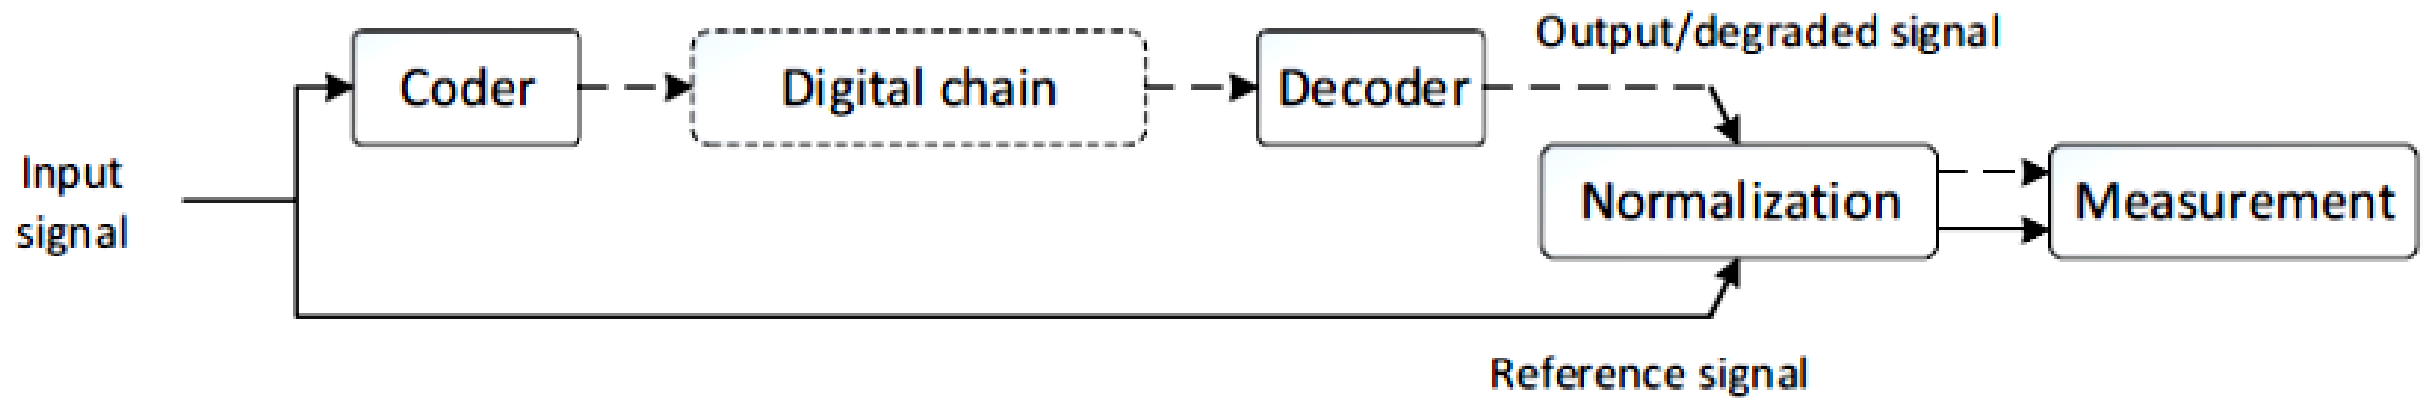 Output/degraded signal
Coder
Digital chain
Decoder
Input
signal
Normalization
Measurement
Reference signal